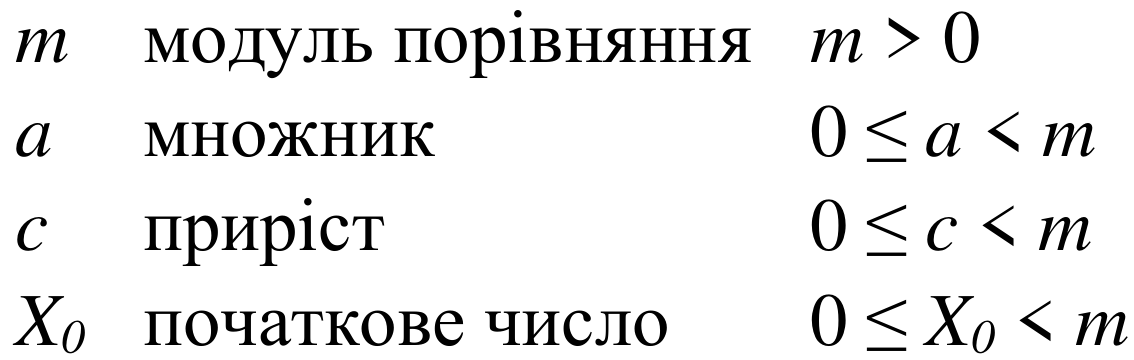 m модуль порівняння m > 0
a множник 0 ≤ a < m
c приріст 0 ≤ c < m
X₀ початкове число 0 ≤ X₀ < m